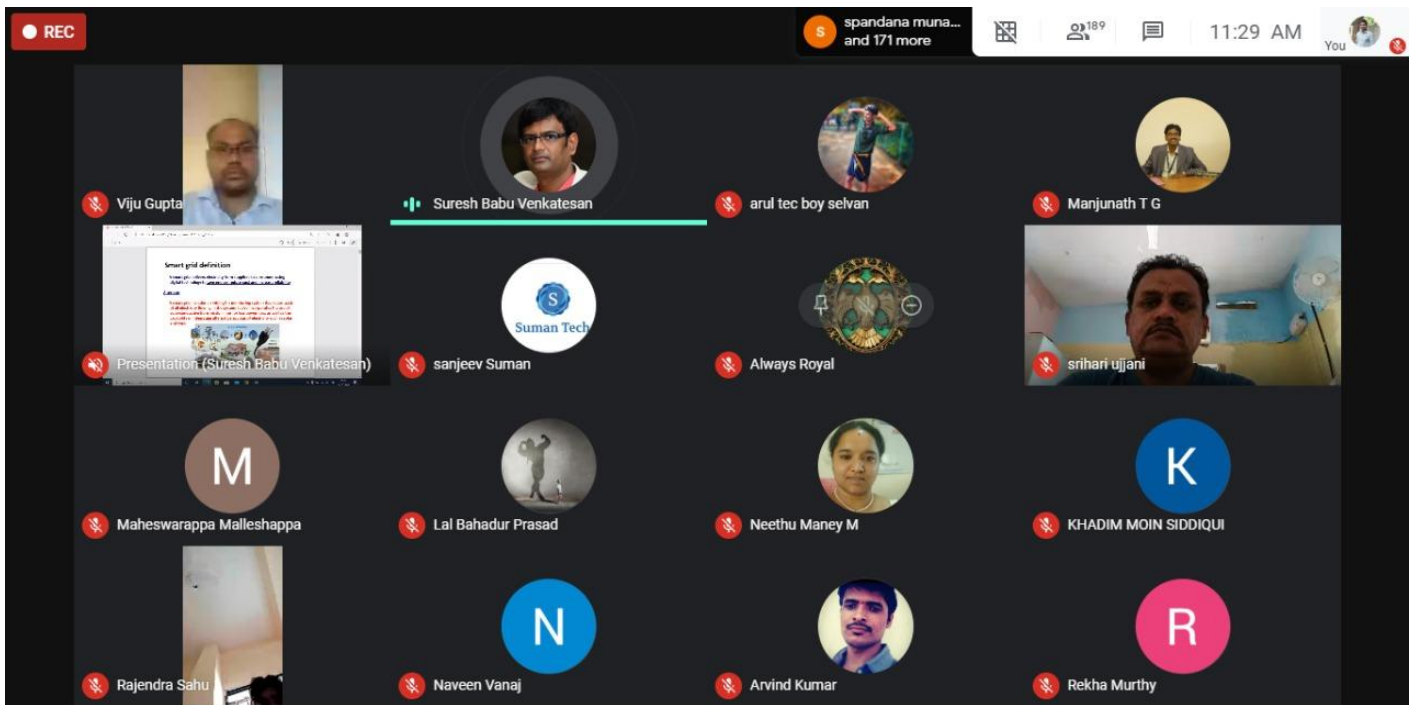 REC
S
spandana muna...
and 171 more
189
11:29 AM
You
Viju Gupta
Suresh Babu Venkatesan
arul tec boy selvan
Manjunath T G
Smart grid definition
Presentation (Suresh Babu Venkatesan)
S
Suman Tech
sanjeev Suman
Always Royal
srihari ujjani
M
Maheswarappa Malleshappa
Lal Bahadur Prasad
Neethu Maney M
K
KHADIM MOIN SIDDIQUI
Rajendra Sahu
N
Naveen Vanaj
Arvind Kumar
R
Rekha Murthy